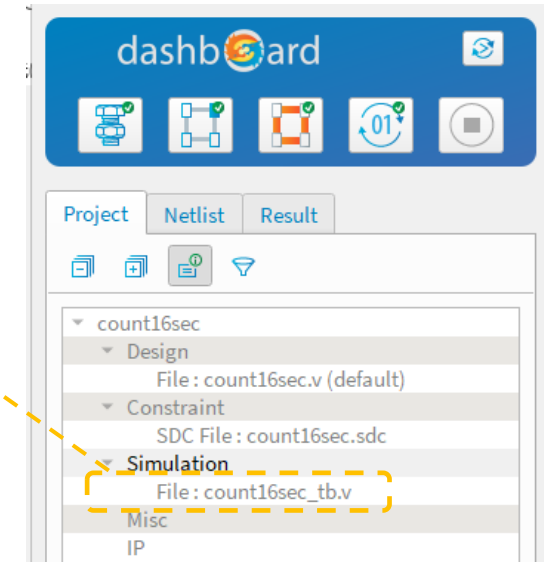 dashboard
01
Project Netlist Result
count16sec
Design
File : count16sec.v (default)
Constraint
SDC File : count16sec.sdc
Simulation
File : count16sec_tb.v
Misc
IP